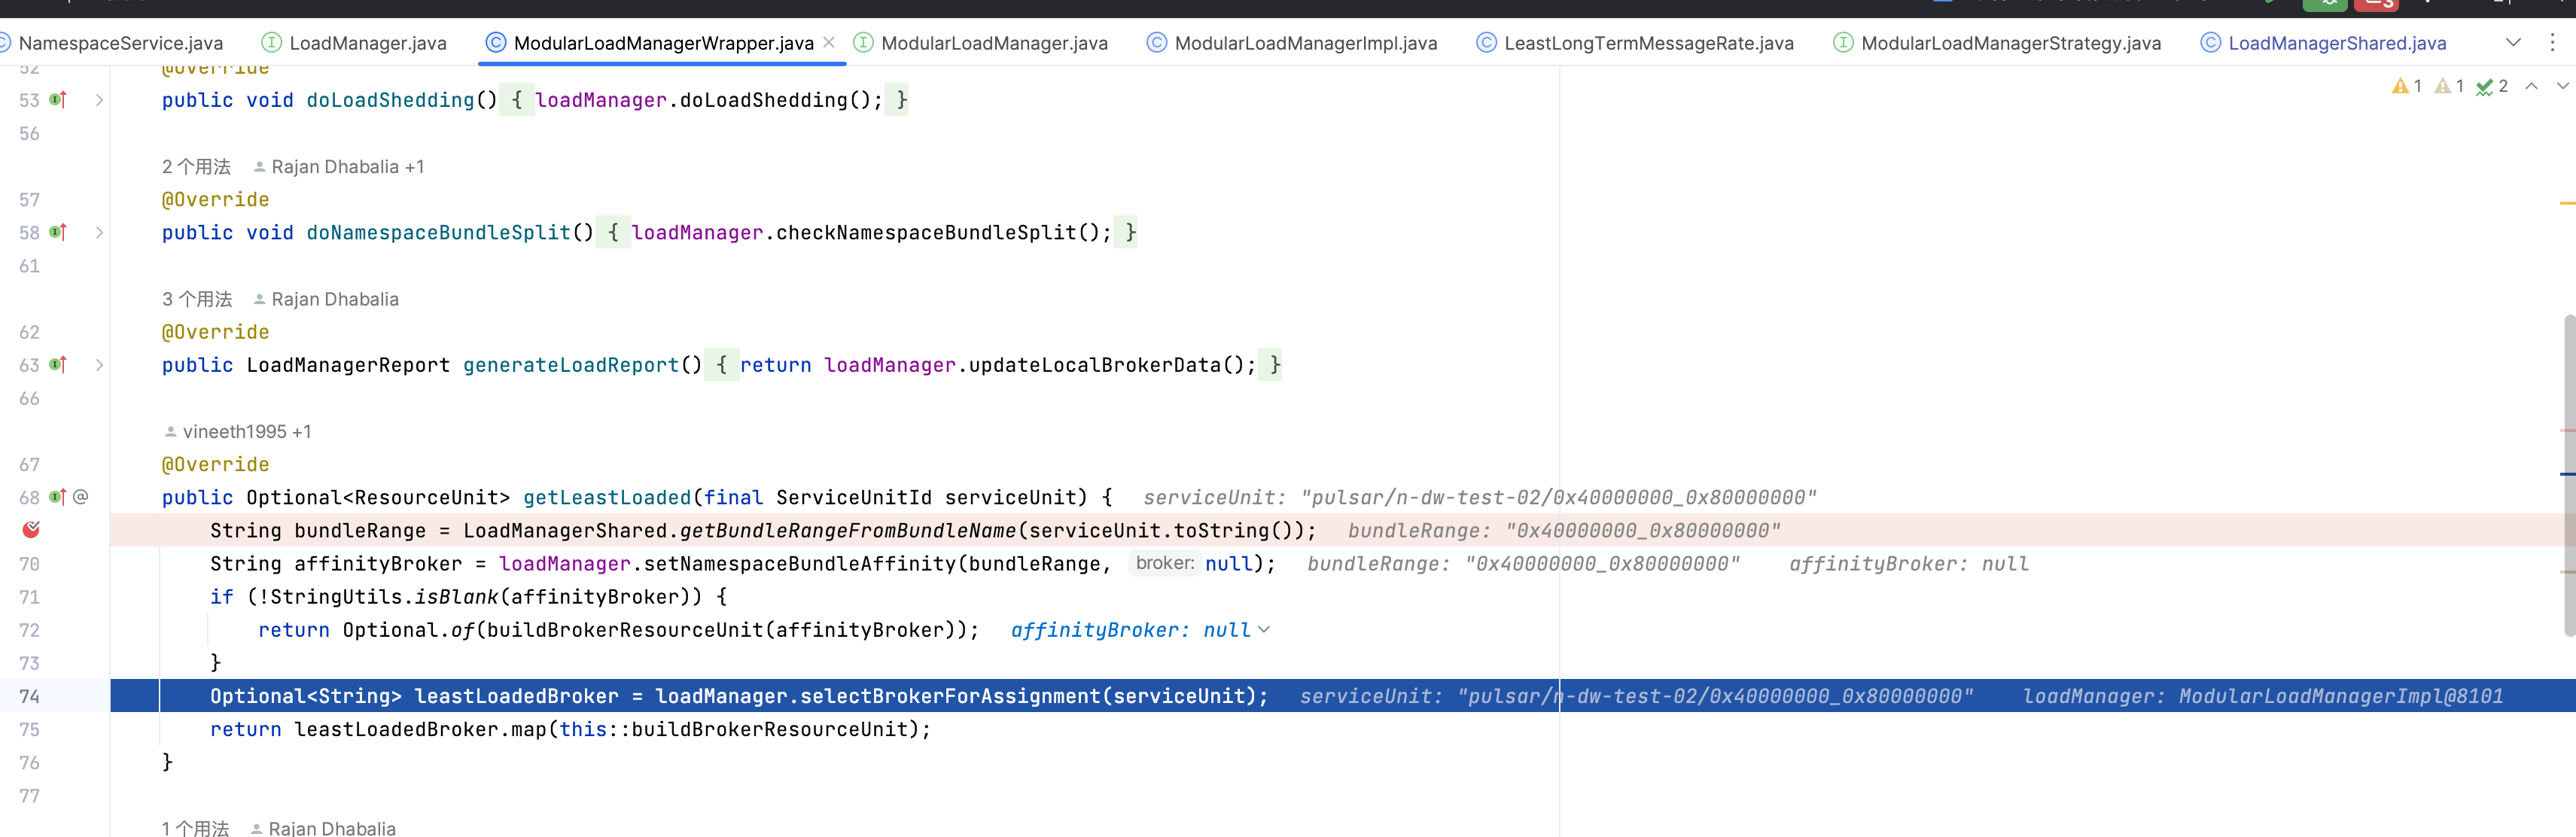 NamespaceService.java LoadManager.java ModularLoadManagerWrapper.java ModularLoadManager.java ModularLoadManagerImpl.java LeastLongTermMessageRate.java ModularLoadManagerStrategy.java LoadManagerShared.java
52 @Override
1 1 2
53 public void doLoadShedding() { loadManager.doLoadShedding(); }
56
2 个用法 Rajan Dhabalia +1
57 @Override
58 public void doNamespaceBundleSplit() { loadManager.checkNamespaceBundleSplit(); }
61
3 个用法 Rajan Dhabalia
62 @Override
63 public LoadManagerReport generateLoadReport() { return loadManager.updateLocalBrokerData(); }
66
vineeth1995 +1
67 @Override
68 @ public Optional<ResourceUnit> getLeastLoaded(final ServiceUnitId serviceUnit) { serviceUnit: "pulsar/n-dw-test-02/0x40000000_0x80000000"
String bundleRange = LoadManagerShared.getBundleRangeFromBundleName(serviceUnit.toString()); bundleRange: "0x40000000_0x80000000"
70 String affinityBroker = loadManager.setNamespaceBundleAffinity(bundleRange, broker: null); bundleRange: "0x40000000_0x80000000" affinityBroker: null
71 if (!StringUtils.isBlank(affinityBroker)) {
72 return Optional.of(buildBrokerResourceUnit(affinityBroker)); affinityBroker: null
73 }
74 Optional<String> leastLoadedBroker = loadManager.selectBrokerForAssignment(serviceUnit); serviceUnit: "pulsar/n-dw-test-02/0x40000000_0x80000000" loadManager: ModularLoadManagerImpl@8101
75 return leastLoadedBroker.map(this::buildBrokerResourceUnit);
76 }
77
1 个用法 Rajan Dhabalia